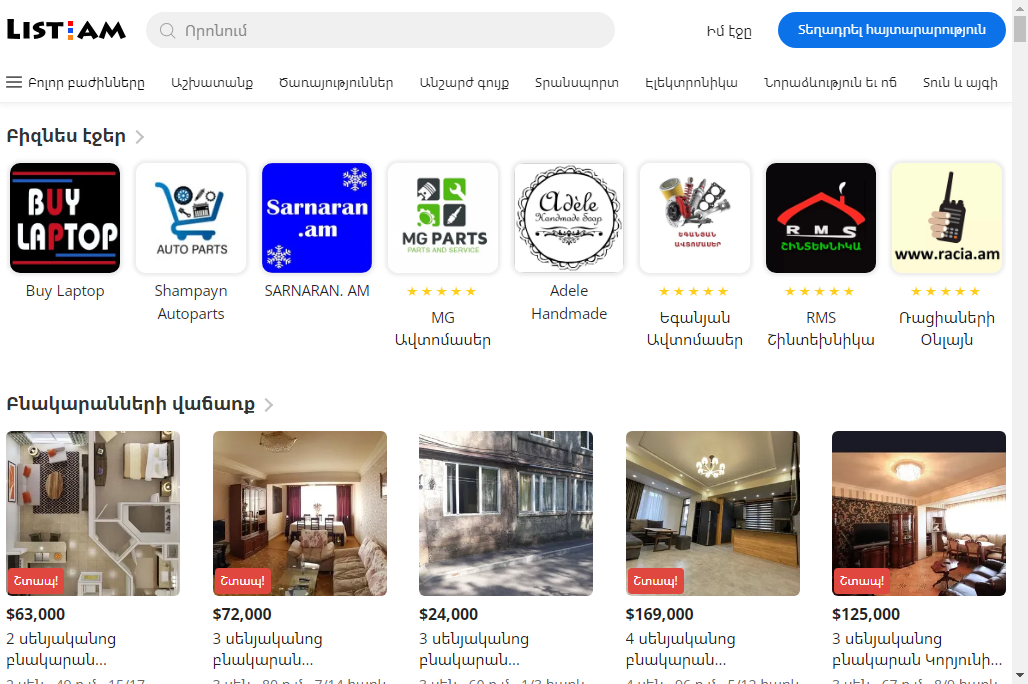 LIST.AM
Որոնում
Իմ էջը
Տեղադրել հայտարարություն
Բոլոր բաժինները
Աշխատանք
Ծառայություններ
Անշարժ գույք
Տրանսպորտ
Էլեկտրոնիկա
Նորաձևություն եւ ոճ
Տուն և այգի
Բիզնես էջեր
BUY
LAPTOP
AUTO PARTS
Sarnaran
.am
MG PARTS
PARTS AND SERVICE
Adèle
Handmade Soap
ԵԳԱՆՅԱՆ
ԱՎՏՈՄԱՍԵՐ
RMS
ՇԻՆՏԵԽՆԻԿԱ
www.racia.am
Buy Laptop
Shampayn
Autoparts
SARNARAN. AM
MG
Ավտոմասեր
Adele
Handmade
Եգանյան
Ավտոմասեր
RMS
Շինտեխնիկա
Ռացիաների
Օնլայն
Բնակարանների վաճառք
Շտապ!
Շտապ!
Շտապ!
Շտապ!
$63,000
2 սենյականոց
բնակարան...
$72,000
3 սենյականոց
բնակարան...
$24,000
3 սենյականոց
բնակարան...
$169,000
4 սենյականոց
բնակարան...
$125,000
3 սենյականոց
բնակարան Կորյունի...